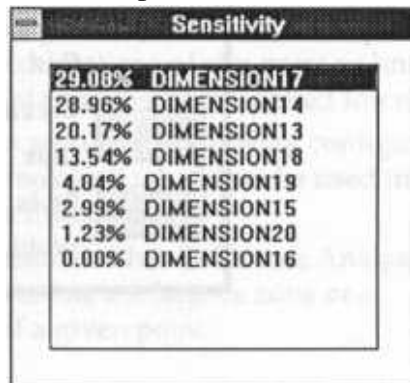 Sensitivity
29.08% DIMENSION17
28.96% DIMENSION14
20.17% DIMENSION13
13.54% DIMENSION18
4.04% DIMENSION19
2.99% DIMENSION15
1.23% DIMENSION20
0.00% DIMENSION16